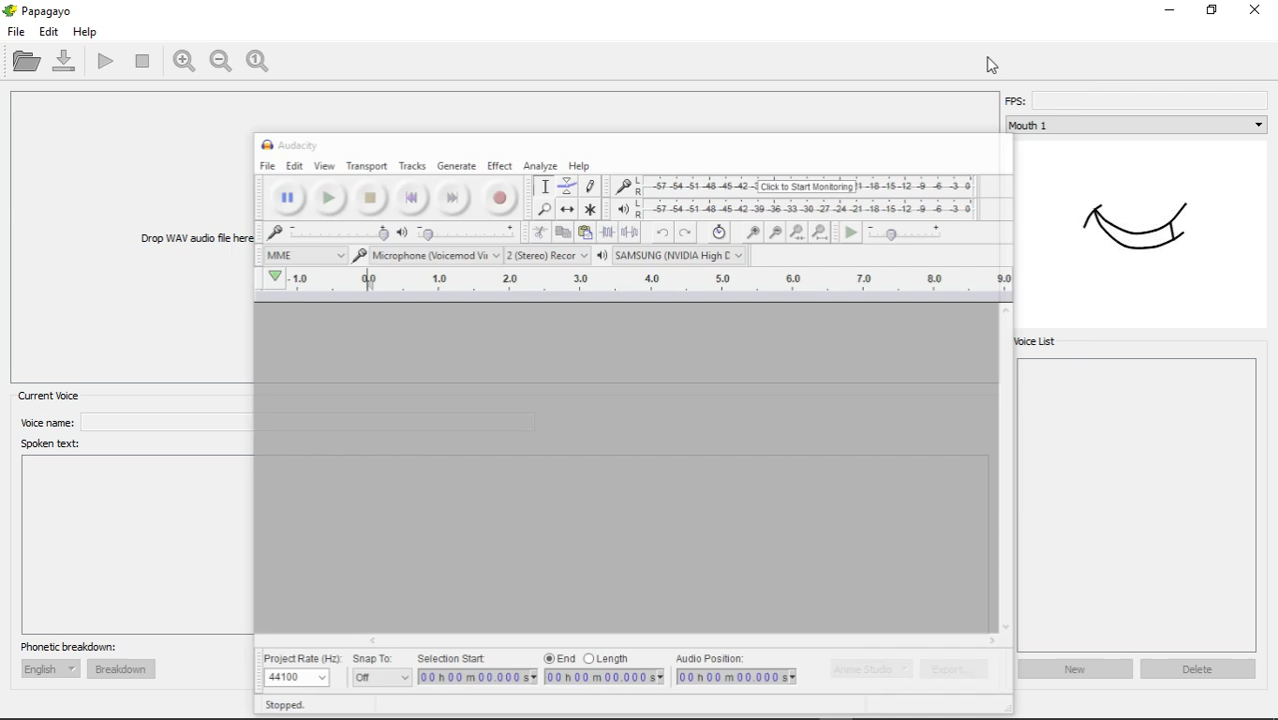 Papagayo
File Edit Help
FPS:
Mouth 1
Drop WAV audio file here
Audacity
File Edit View Transport Tracks Generate Effect Analyze Help
L
R
-57 -54 -51 -48 -45 -42 Click to Start Monitoring -18 -15 -12 -9 -6 -3 0
L
R
-57 -54 -51 -48 -45 -42 -39 -36 -33 -30 -27 -24 -21 -18 -15 -12 -9 -6 -3 0
- + - + - +
MME Microphone (Voicemod Vi 2 (Stereo) Recor SAMSUNG (NVIDIA High D
-1.0 0.0 1.0 2.0 3.0 4.0 5.0 6.0 7.0 8.0 9.0
Voice List
Current Voice
Voice name:
Spoken text:
Phonetic breakdown:
English Breakdown
Project Rate (Hz): Snap To: Selection Start: End Length Audio Position:
44100 Off 00 h 00 m 00.000 s 00 h 00 m 00.000 s 00 h 00 m 00.000 s
Anime Studio Export... New Delete
Stopped.